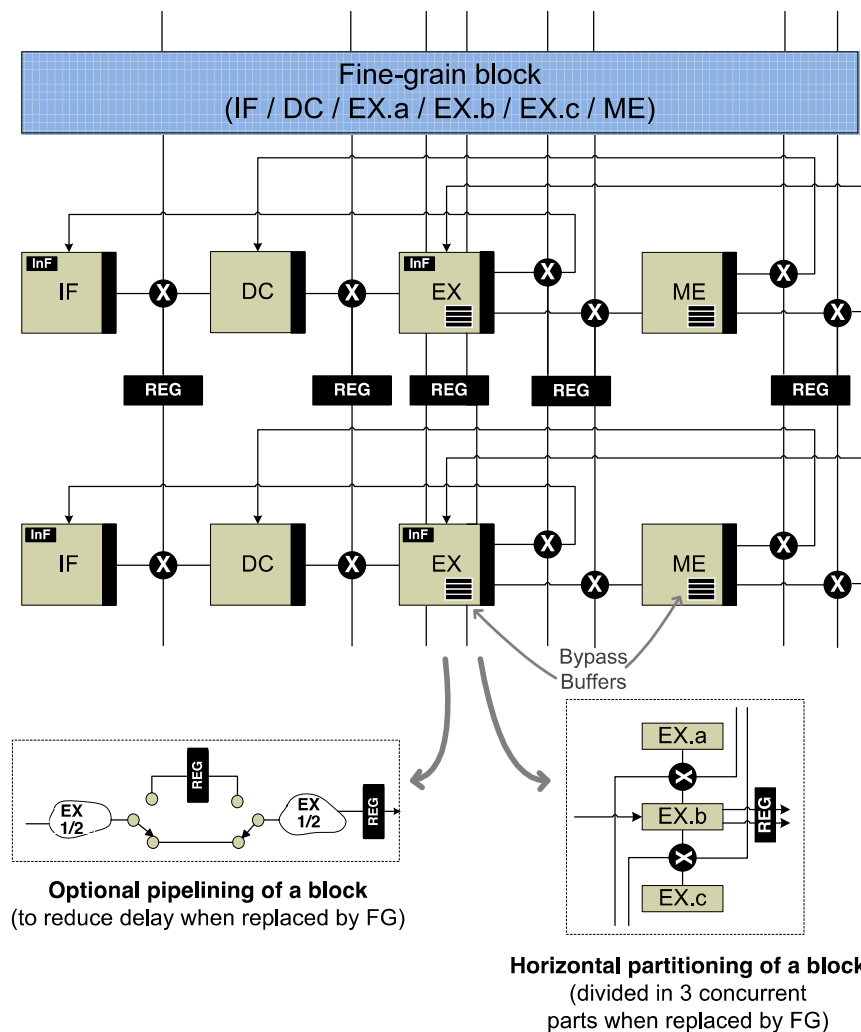 Fine-grain block
(IF / DC / EX.a / EX.b / EX.c / ME)
InF
IF
X
DC
X
InF
EX
X
X
ME
X
X
REG
REG
REG
REG
REG
InF
IF
X
DC
X
InF
EX
X
X
ME
X
X
Bypass
Buffers
REG
EX
1/2
EX
1/2
REG
Optional pipelining of a block
(to reduce delay when replaced by FG)
EX.a
X
EX.b
REG
X
EX.c
Horizontal partitioning of a block
(divided in 3 concurrent
parts when replaced by FG)